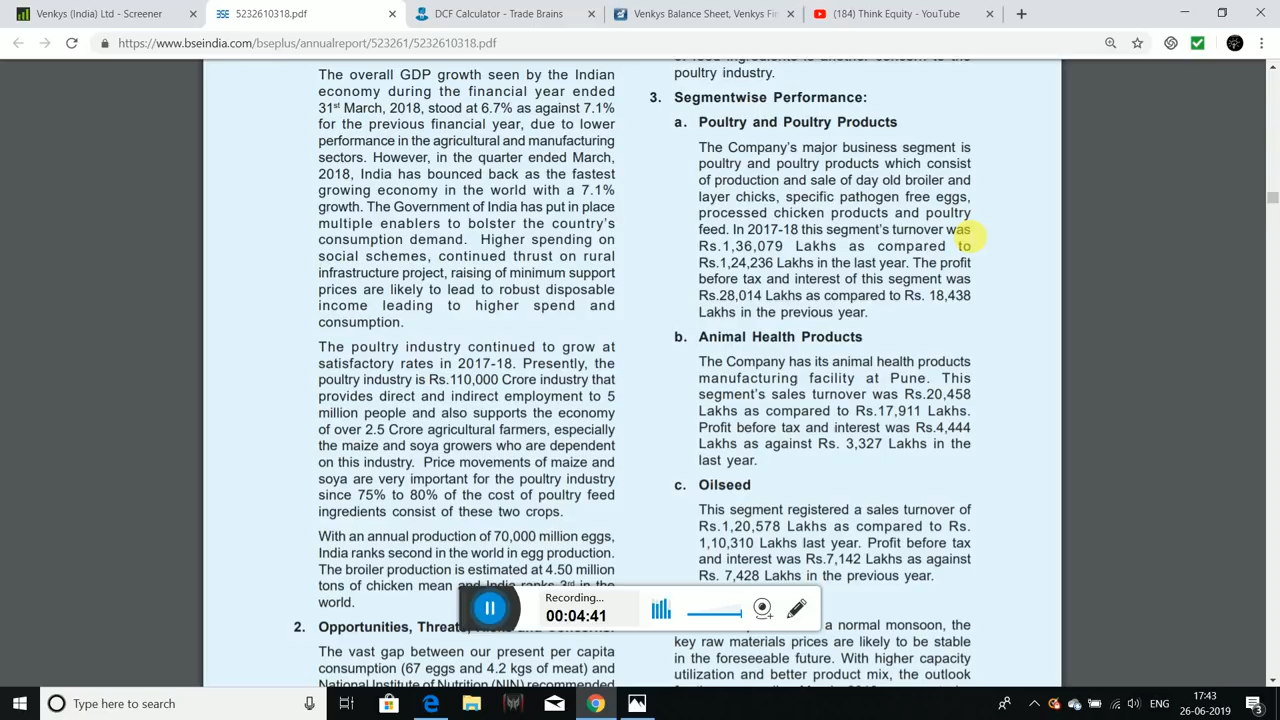 Venkys (India) Ltd - Screener
5232610318.pdf
DCF Calculator - Trade Brains
Venkys Balance Sheet, Venkys Fin
(184) Think Equity - YouTube
https://www.bseindia.com/bseplus/annualreport/523261/5232610318.pdf
The overall GDP growth seen by the Indian
economy during the financial year ended
31st March, 2018, stood at 6.7% as against 7.1%
for the previous financial year, due to lower
performance in the agricultural and manufacturing
sectors. However, in the quarter ended March,
2018, India has bounced back as the fastest
growing economy in the world with a 7.1%
growth. The Government of India has put in place
multiple enablers to bolster the country's
consumption demand. Higher spending on
social schemes, continued thrust on rural
infrastructure project, raising of minimum support
prices are likely to lead to robust disposable
income leading to higher spend and
consumption.
The poultry industry continued to grow at
satisfactory rates in 2017-18. Presently, the
poultry industry is Rs.110,000 Crore industry that
provides direct and indirect employment to 5
million people and also supports the economy
of over 2.5 Crore agricultural farmers, especially
the maize and soya growers who are dependent
on this industry. Price movements of maize and
soya are very important for the poultry industry
since 75% to 80% of the cost of poultry feed
ingredients consist of these two crops.
With an annual production of 70,000 million eggs,
India ranks second in the world in egg production.
The broiler production is estimated at 4.50 million
tons of chicken mean and India ranks 3rd in the
world.
2. Opportunities, Threats,
The vast gap between our present per capita
consumption (67 eggs and 4.2 kgs of meat) and
National Institute of Nutrition (NIN) recommended
of feed ingredients is another concern to the
poultry industry.
3. Segmentwise Performance:
a. Poultry and Poultry Products
The Company's major business segment is
poultry and poultry products which consist
of production and sale of day old broiler and
layer chicks, specific pathogen free eggs,
processed chicken products and poultry
feed. In 2017-18 this segment's turnover was
Rs.1,36,079 Lakhs as compared to
Rs.1,24,236 Lakhs in the last year. The profit
before tax and interest of this segment was
Rs.28,014 Lakhs as compared to Rs. 18,438
Lakhs in the previous year.
b. Animal Health Products
The Company has its animal health products
manufacturing facility at Pune. This
segment's sales turnover was Rs.20,458
Lakhs as compared to Rs.17,911 Lakhs.
Profit before tax and interest was Rs.4,444
Lakhs as against Rs. 3,327 Lakhs in the
last year.
c. Oilseed
This segment registered a sales turnover of
Rs.1,20,578 Lakhs as compared to Rs.
1,10,310 Lakhs last year. Profit before tax
and interest was Rs.7,142 Lakhs as against
Rs. 7,428 Lakhs in the previous year.
a normal monsoon, the
key raw materials prices are likely to be stable
in the foreseeable future. With higher capacity
utilization and better product mix, the outlook
Recording...
00:04:41
Type here to search
17:43
26-06-2019
3